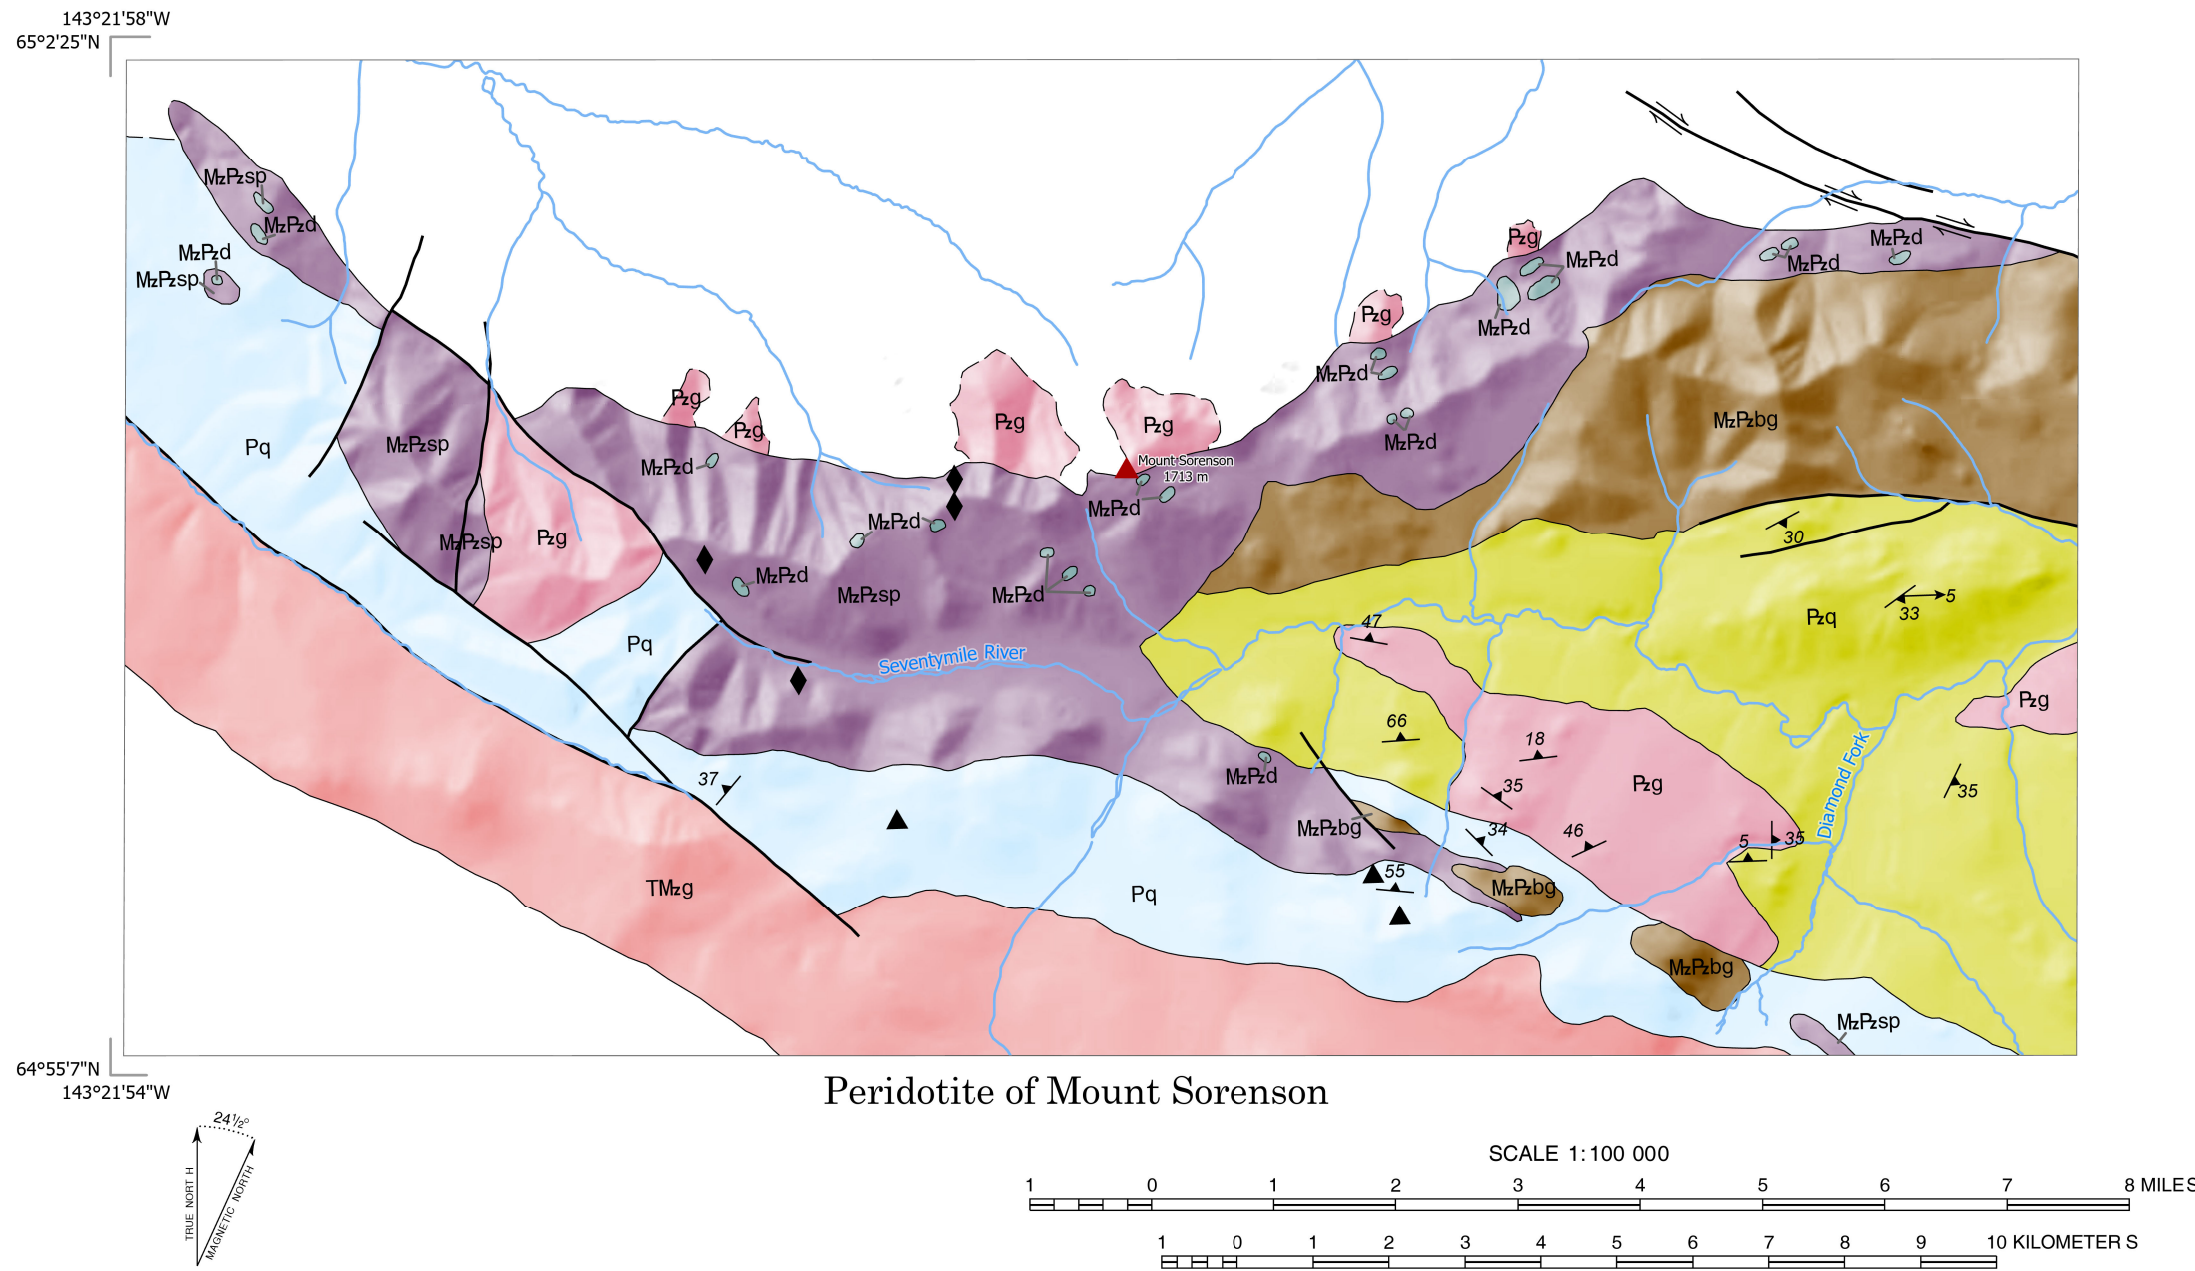 143°21'58"W
65°2'25"N
MzPzsp
MzPzd
MzPzd
MzPzsp
Pzg
MzPzd
MzPzd
MzPzd
Pzg
MzPzd
MzPzd
Pzg
Pzg
Pzg
Pzg
MzPzbg
Pzg
MzPzd
Pq
MzPzsp
MzPzd
Mount Sorenson
1713 m
MzPzd
MzPzd
MzPzsp
Pzg
30
MzPzd
MzPzsp
MzPzd
5
33
Pzq
47
Pq
Seventymile River
Pzg
66
18
37
MzPzd
35
Pzg
35
Diamond Fork
MzPzbg
34
46
5
35
55
TMzg
Pq
MzPzbg
MzPzbg
MzPzsp
64°55'7"N
143°21'54"W
Peridotite of Mount Sorenson
24½°
TRUE NORT H
MAGNETIC NORTH
SCALE 1:100 000
1 0 1 2 3 4 5 6 7 8 MILES
1 0 1 2 3 4 5 6 7 8 9 10 KILOMETER S